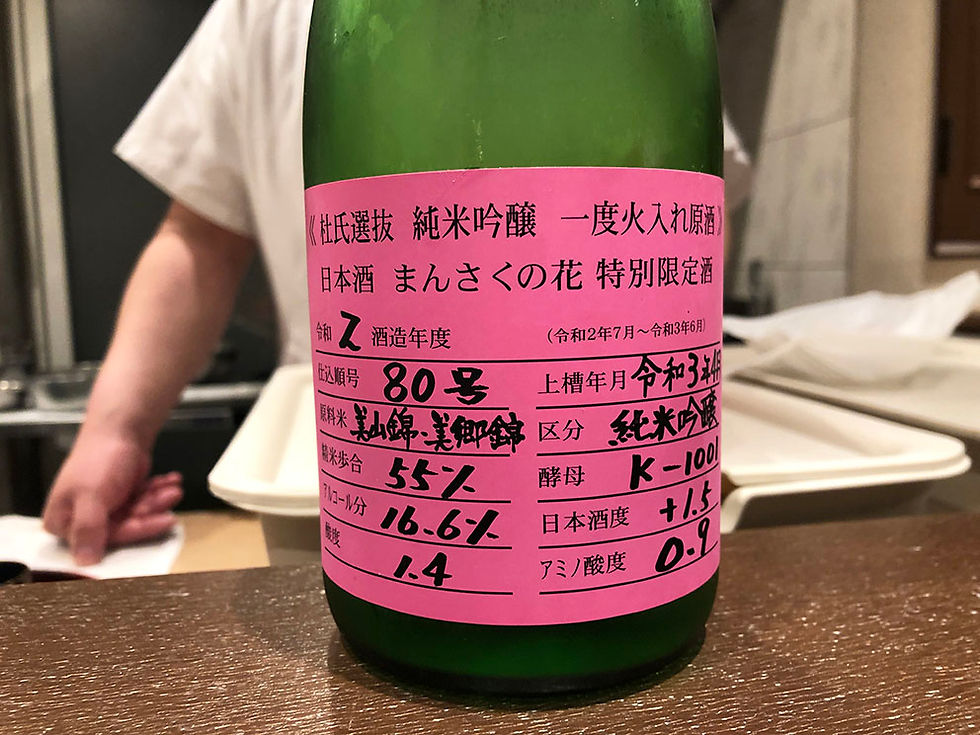 《杜氏選抜 純米吟醸 一度火入れ原酒》
日本酒 まんさくの花 特別限定酒
令和2酒造年度 (令和2年7月~令和3年6月)
仕込順号 80号 上槽年月 令和3年4月
原料米 美山錦・美郷錦 区分 純米吟醸
精米歩合 55% 酵母 K-1001
アルコール分 16.6% 日本酒度 +1.5
酸度 1.4 アミノ酸度 0.9